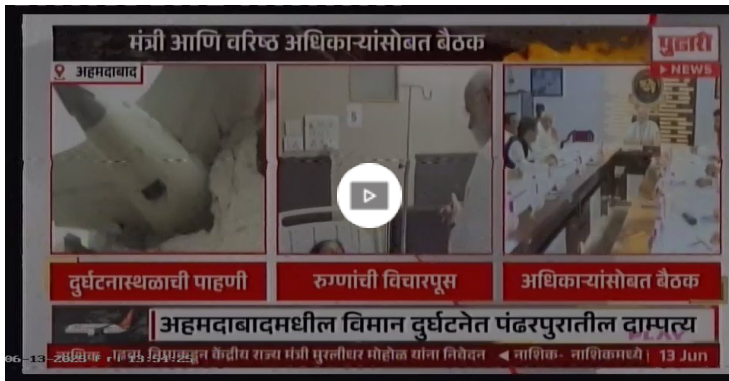 मंत्री आणि वरिष्ठ अधिकाऱ्यांसोबत बैठक
पुढारी
NEWS
अहमदाबाद
दुर्घटनास्थळाची पाहणी
रुग्णांची विचारपूस
अधिकाऱ्यांसोबत बैठक
अहमदाबादमधील विमान दुर्घटनेत पंढरपुरातील दाम्पत्य
PLAY
केंद्रीय राज्य मंत्री मुरलीधर मोहोळ यांना निवेदन ◄ नाशिक- नाशिकमध्ये
13 Jun